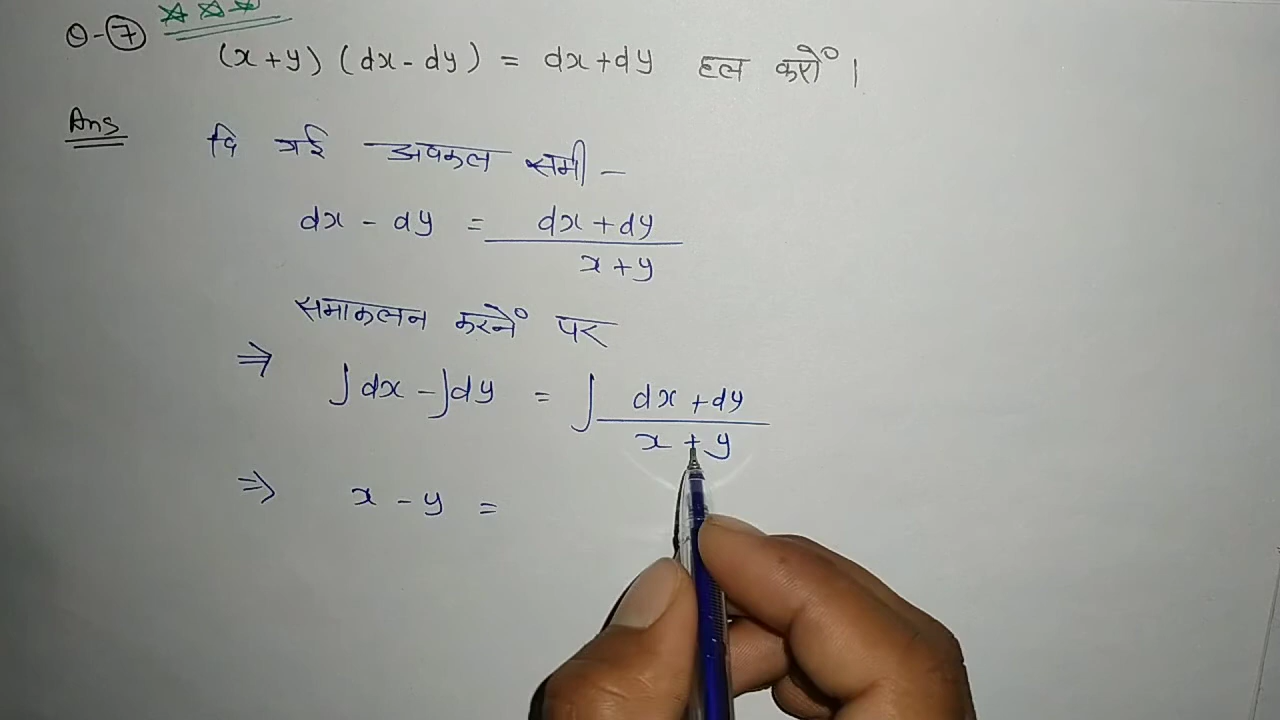 Q-7
(x+y) (dx-dy) = dx+dy हल करों।
Ans
दि गई अवकल समी-
dx - dy = dx+dy / x+y
समाकलन करनें पर
⇒ ∫dx - ∫dy = ∫ dx+dy / x+y
⇒ x - y =